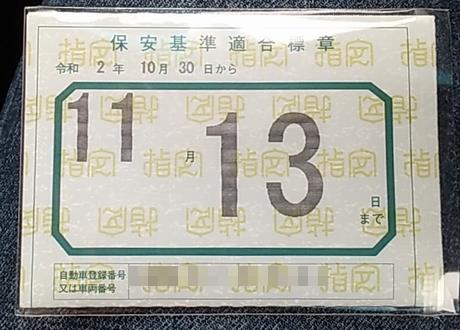 保安基準適合標章
令和 2 年 10 月 30 日から
11 月 13 日まで
自動車登録番号
又は車両番号